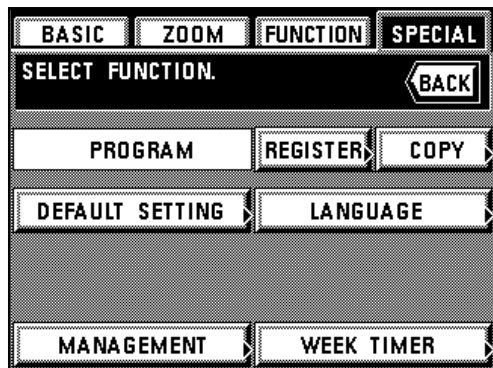 BASIC ZOOM FUNCTION SPECIAL
SELECT FUNCTION.
BACK
PROGRAM REGISTER COPY
DEFAULT SETTING LANGUAGE
MANAGEMENT WEEK TIMER